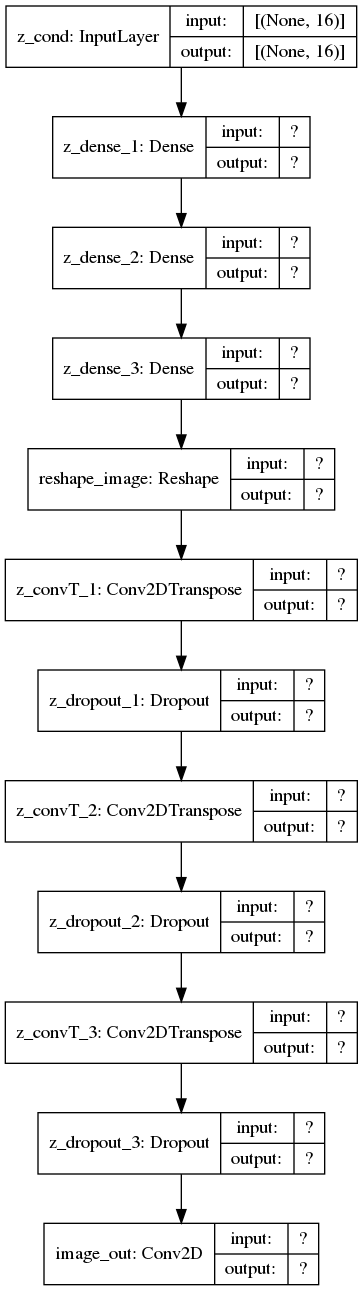 z_cond: InputLayer input: [(None, 16)]
output: [(None, 16)]
z_dense_1: Dense input: ?
output: ?
z_dense_2: Dense input: ?
output: ?
z_dense_3: Dense input: ?
output: ?
reshape_image: Reshape input: ?
output: ?
z_convT_1: Conv2DTranspose input: ?
output: ?
z_dropout_1: Dropout input: ?
output: ?
z_convT_2: Conv2DTranspose input: ?
output: ?
z_dropout_2: Dropout input: ?
output: ?
z_convT_3: Conv2DTranspose input: ?
output: ?
z_dropout_3: Dropout input: ?
output: ?
image_out: Conv2D input: ?
output: ?